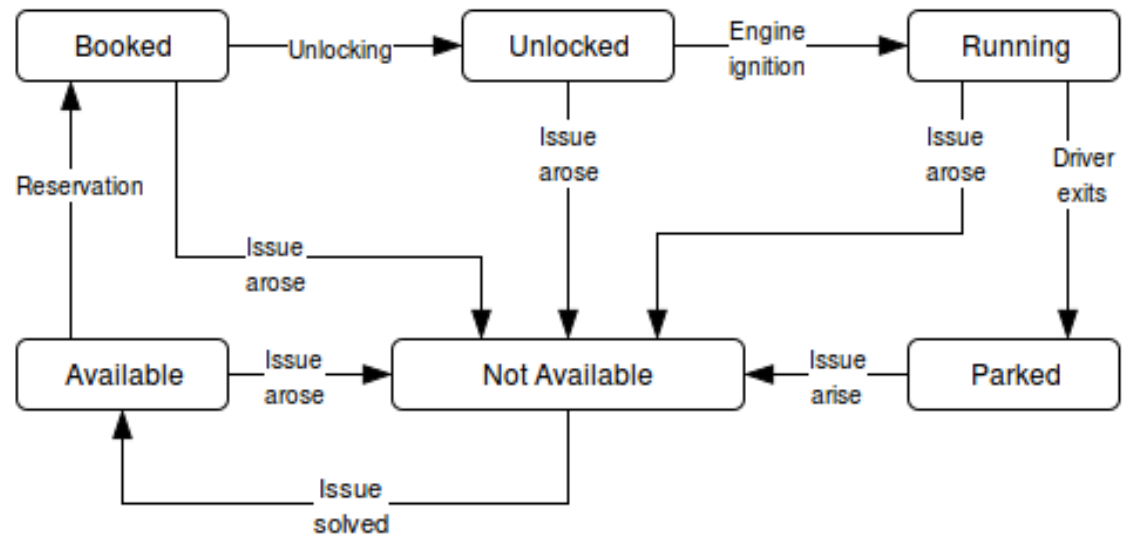 Booked
Unlocking
Unlocked
Engine
ignition
Running
Reservation
Issue
arose
Issue
arose
Issue
arose
Driver
exits
Available
Issue
arose
Not Available
Issue
arise
Parked
Issue
solved